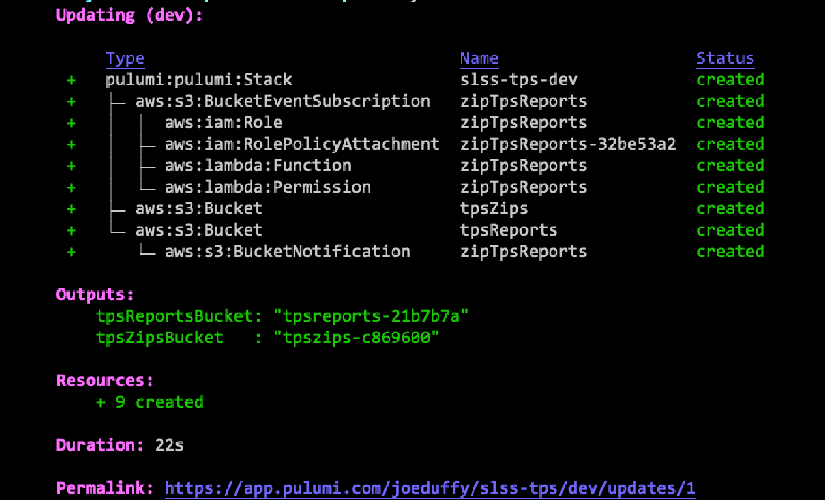 Updating (dev):
Type Name Status
+ pulumi:pulumi:Stack slss-tps-dev created
+ ├─ aws:s3:BucketEventSubscription zipTpsReports created
+ │ │ aws:iam:Role zipTpsReports created
+ │ ├─ aws:iam:RolePolicyAttachment zipTpsReports-32be53a2 created
+ │ ├─ aws:lambda:Function zipTpsReports created
+ │ └─ aws:lambda:Permission zipTpsReports created
+ ├─ aws:s3:Bucket tpsZips created
+ └─ aws:s3:Bucket tpsReports created
+ └─ aws:s3:BucketNotification zipTpsReports created
Outputs:
tpsReportsBucket: "tpsreports-21b7b7a"
tpsZipsBucket : "tpszips-c869600"
Resources:
+ 9 created
Duration: 22s
Permalink: https://app.pulumi.com/joeduffy/slss-tps/dev/updates/1